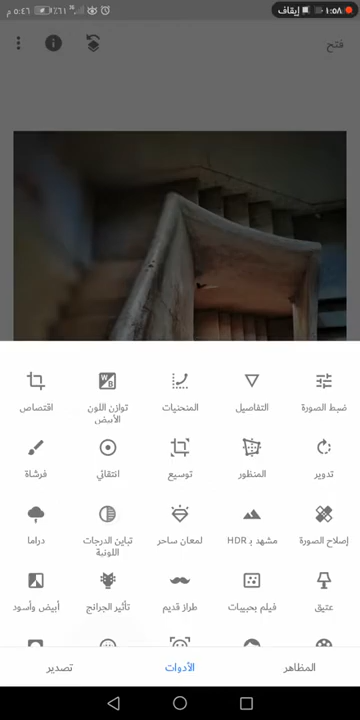 ٥:٤٦ م
٪٦١
إيقاف
١:٥٨
فتح
ضبط الصورة
التفاصيل
المنحنيات
توازن اللون
الأبيض
اقتصاص
تدوير
المنظور
توسيع
انتقائي
فرشاة
إصلاح الصورة
مشهد بـ HDR
لمعان ساحر
تباين الدرجات
اللونية
دراما
عتيق
فيلم بحبيبات
طراز قديم
تأثير الجرانج
أبيض وأسود
المظاهر
الأدوات
تصدير